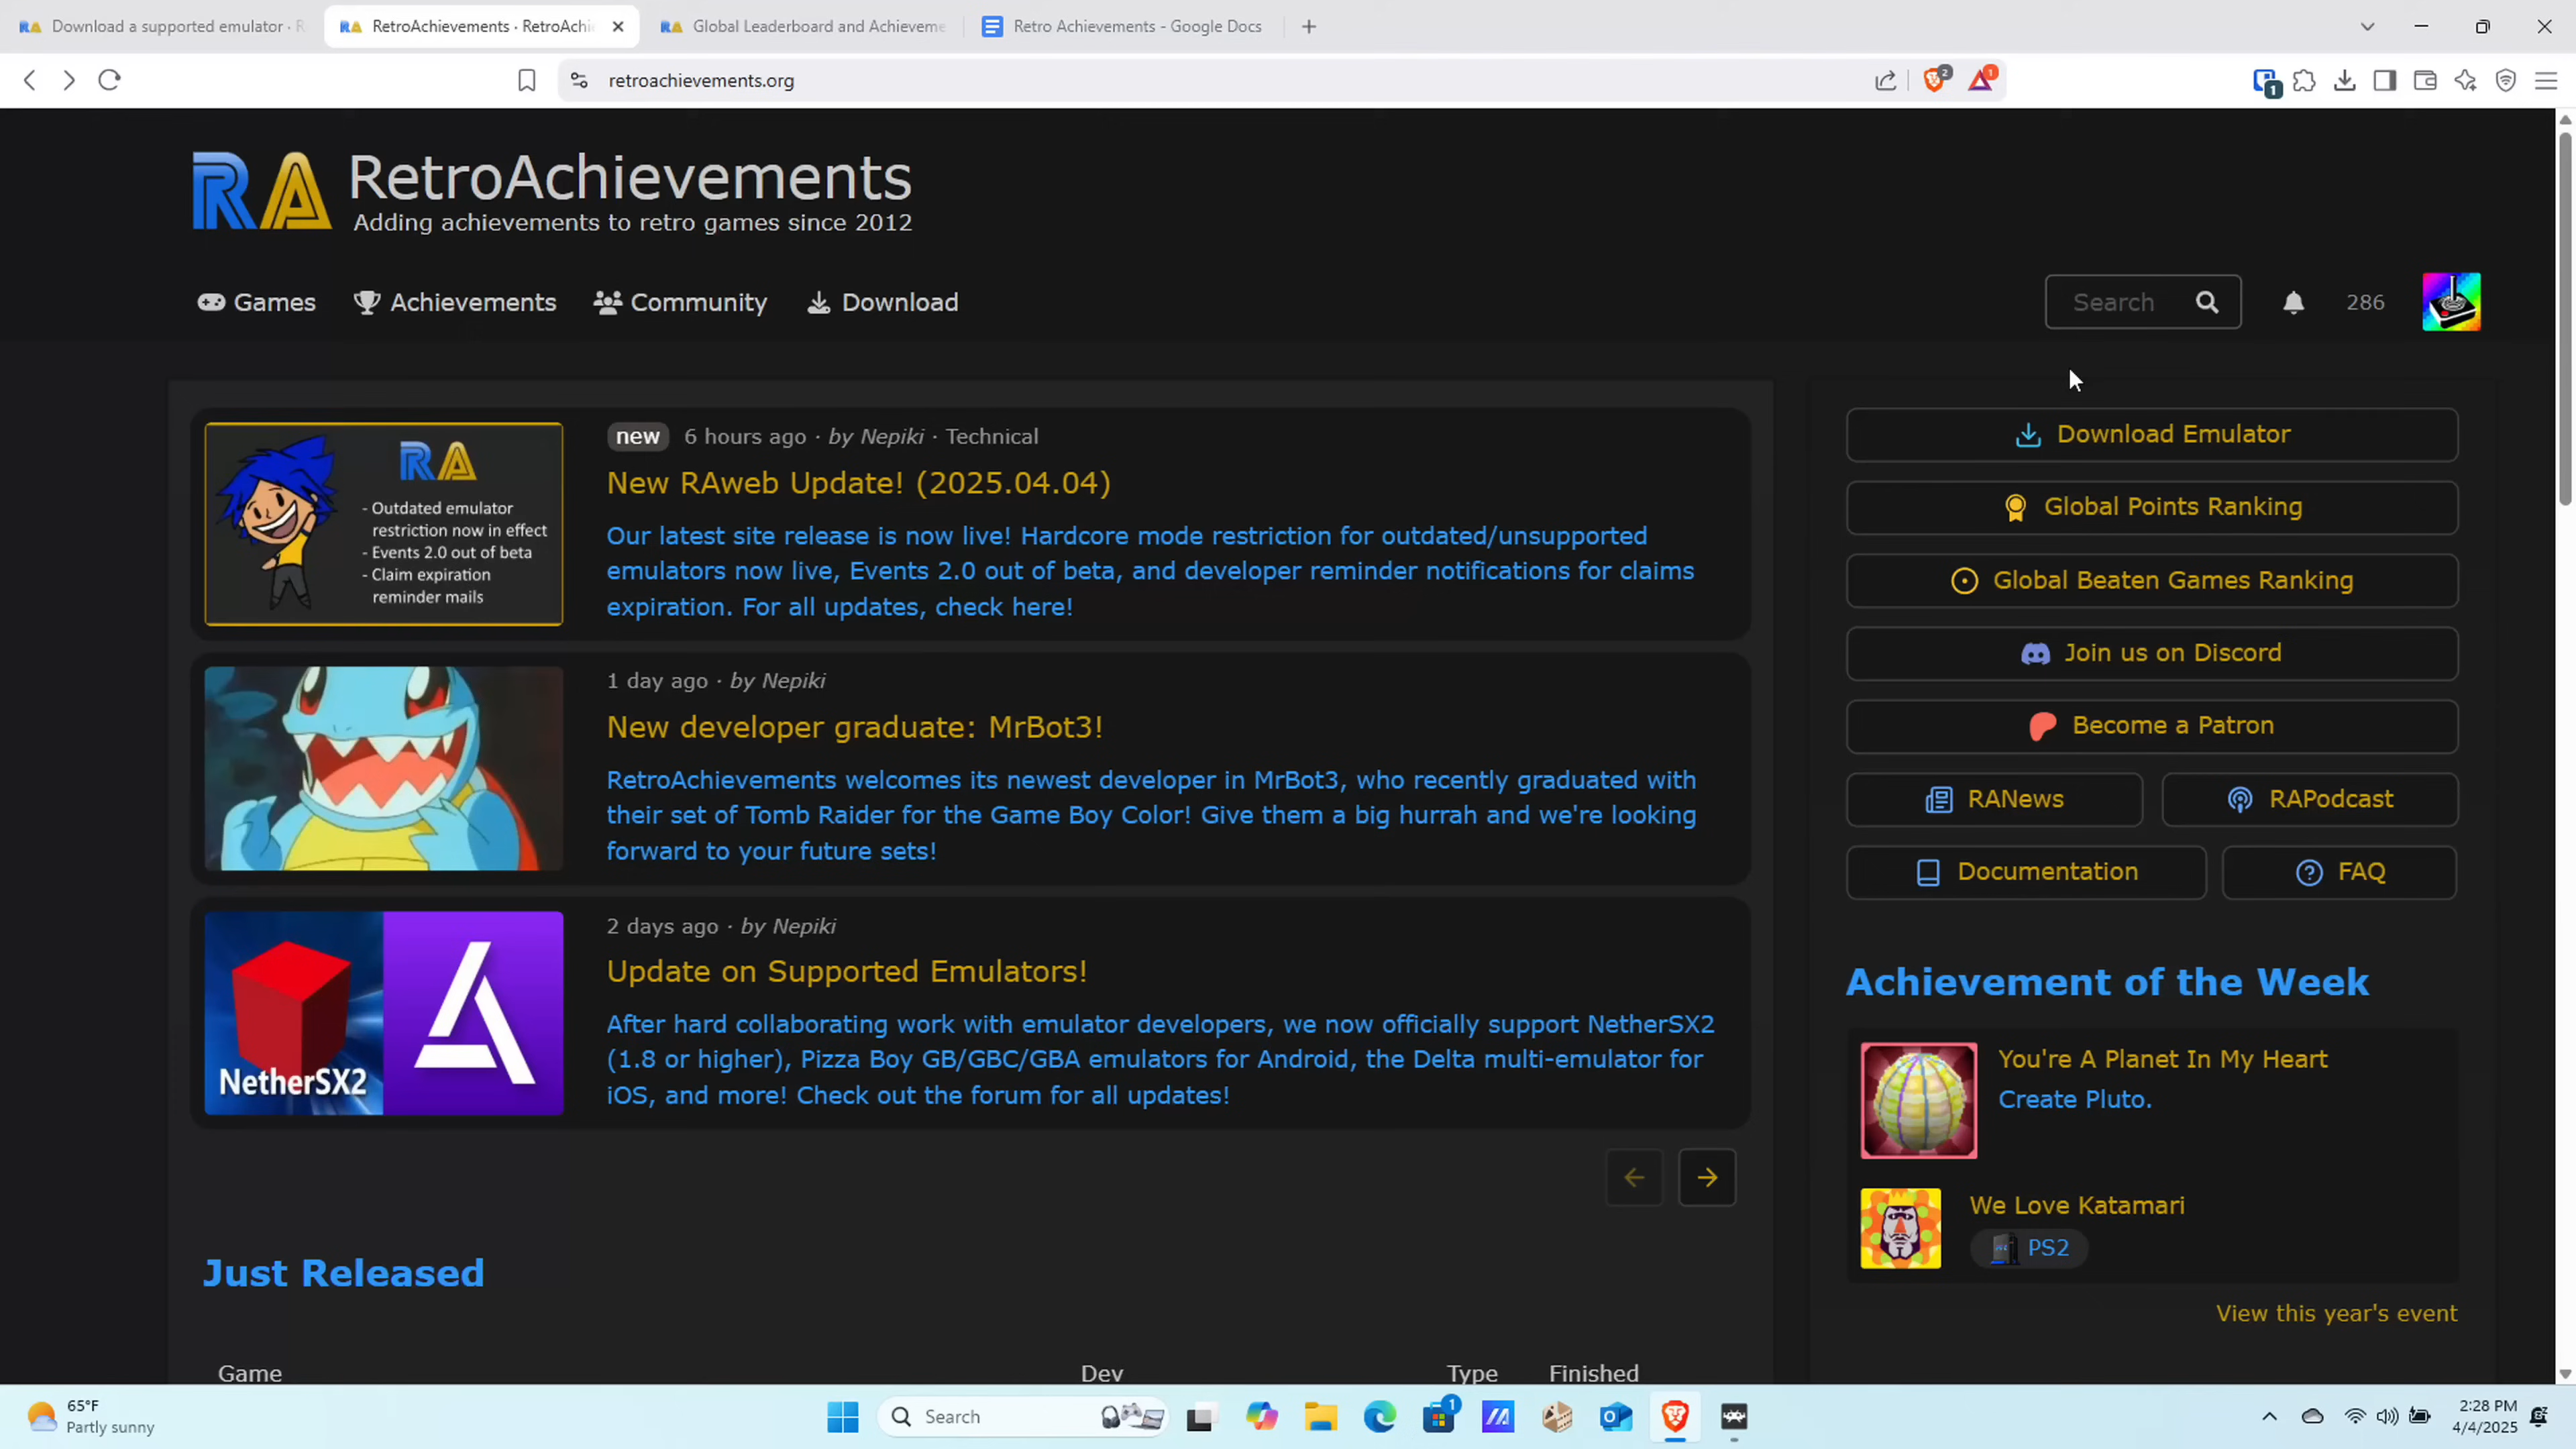 Download a supported emulator · R
RetroAchievements · RetroAchi
Global Leaderboard and Achieveme
Retro Achievements - Google Docs
retroachievements.org
2
1
1
RA
RetroAchievements
Adding achievements to retro games since 2012
Games
Achievements
Community
Download
Search
286
RA
- Outdated emulator
restriction now in effect
- Events 2.0 out of beta
- Claim expiration
reminder mails
new 6 hours ago · by Nepiki · Technical
New RAweb Update! (2025.04.04)
Our latest site release is now live! Hardcore mode restriction for outdated/unsupported
emulators now live, Events 2.0 out of beta, and developer reminder notifications for claims
expiration. For all updates, check here!
1 day ago · by Nepiki
New developer graduate: MrBot3!
RetroAchievements welcomes its newest developer in MrBot3, who recently graduated with
their set of Tomb Raider for the Game Boy Color! Give them a big hurrah and we're looking
forward to your future sets!
NetherSX2
2 days ago · by Nepiki
Update on Supported Emulators!
After hard collaborating work with emulator developers, we now officially support NetherSX2
(1.8 or higher), Pizza Boy GB/GBC/GBA emulators for Android, the Delta multi-emulator for
iOS, and more! Check out the forum for all updates!
Just Released
Game Dev Type Finished
Download Emulator
Global Points Ranking
Global Beaten Games Ranking
Join us on Discord
Become a Patron
RANews
RAPodcast
Documentation
FAQ
Achievement of the Week
You're A Planet In My Heart
Create Pluto.
We Love Katamari
PS2
View this year's event
65°F
Partly sunny
Search
1
2:28 PM
4/4/2025